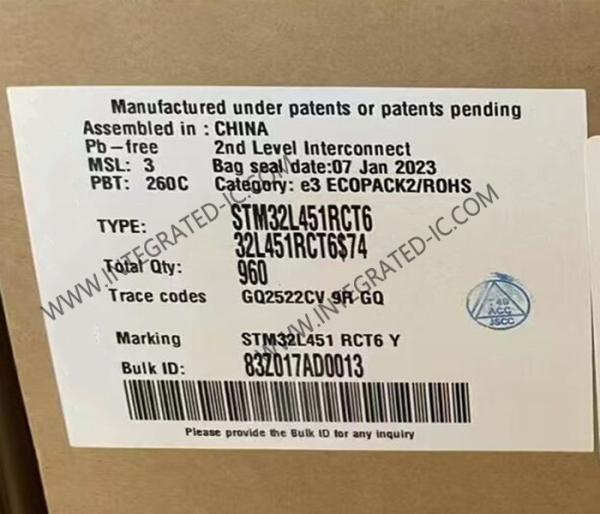 Manufactured under patents or patents pending
Assembled in : CHINA
Pb-free 2nd Level Interconnect
MSL: 3 Bag seal date:07 Jan 2023
PBT: 260C Category: e3 ECOPACK2/ROHS
TYPE: STM32L451RCT6
32L451RCT6$74
Total Qty: 960
Trace codes GQ2522CV 9R GQ
Marking STM32L451 RCT6 Y
Bulk ID: 83Z017AD0013
Please provide the Bulk ID for any inquiry
ACC
JSCC
WWW.INTEGRATED-IC.COM
WWW.INTEGRATED-IC.COM